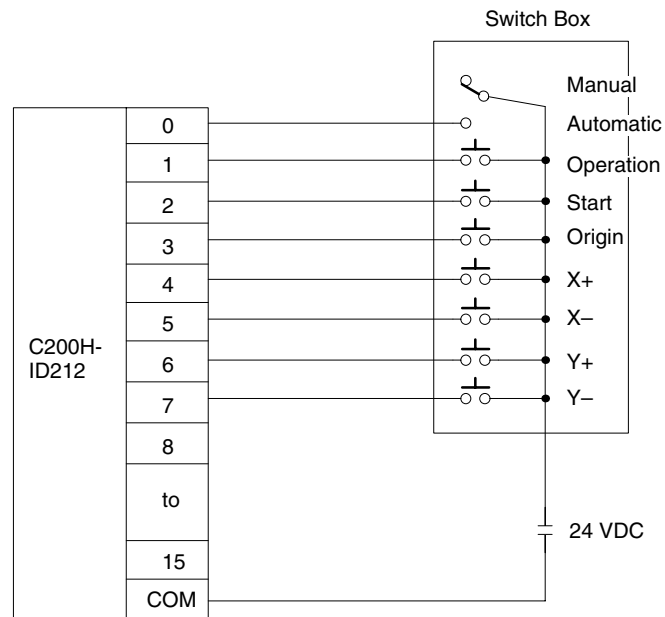 Switch Box
Manual
0
Automatic
1
Operation
2
Start
3
Origin
4
X+
5
X–
C200H-
ID212
6
Y+
7
Y–
8
to
24 VDC
15
COM